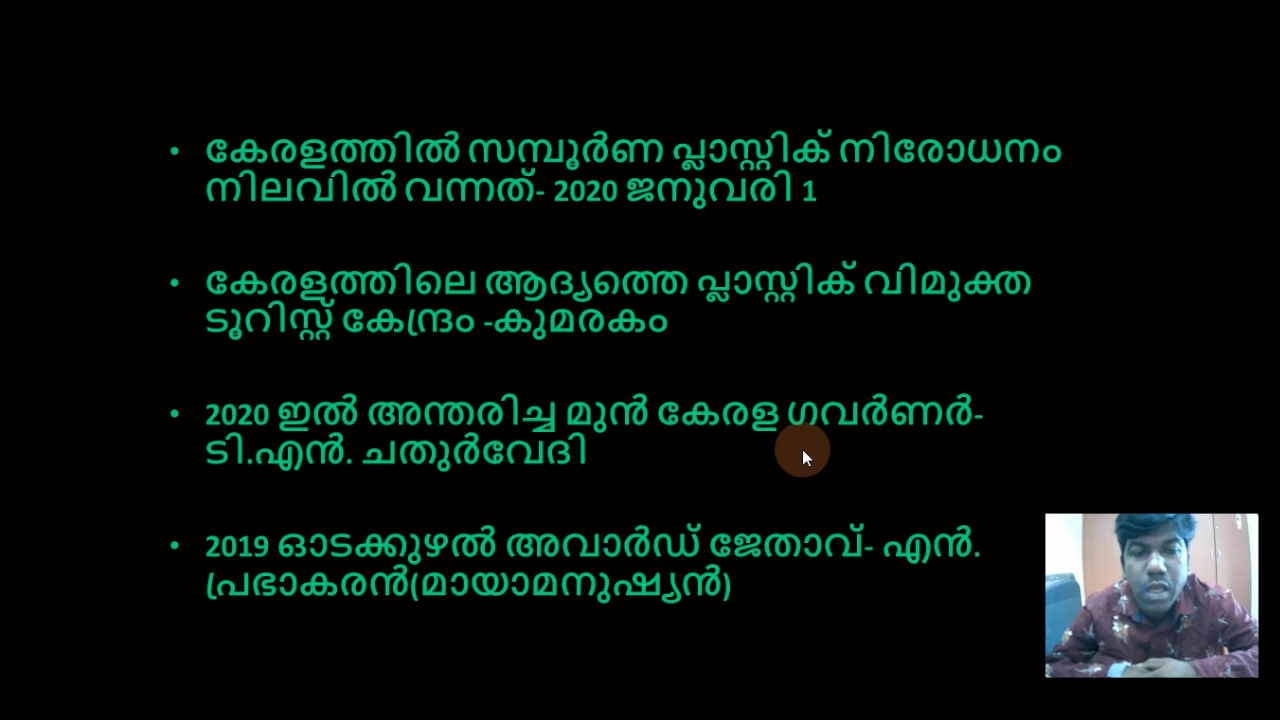 • കേരളത്തിൽ സമ്പൂർണ പ്ലാസ്റ്റിക് നിരോധനം
നിലവിൽ വന്നത്- 2020 ജനുവരി 1
• കേരളത്തിലെ ആദ്യത്തെ പ്ലാസ്റ്റിക് വിമുക്ത
ടൂറിസ്റ്റ് കേന്ദ്രം -കുമരകം
• 2020 ഇൽ അന്തരിച്ച മുൻ കേരള ഗവർണർ-
ടി.എൻ. ചതുർവേദി
• 2019 ഓടക്കുഴൽ അവാർഡ് ജേതാവ്- എൻ.
പ്രഭാകരൻ(മായാമനുഷ്യൻ)